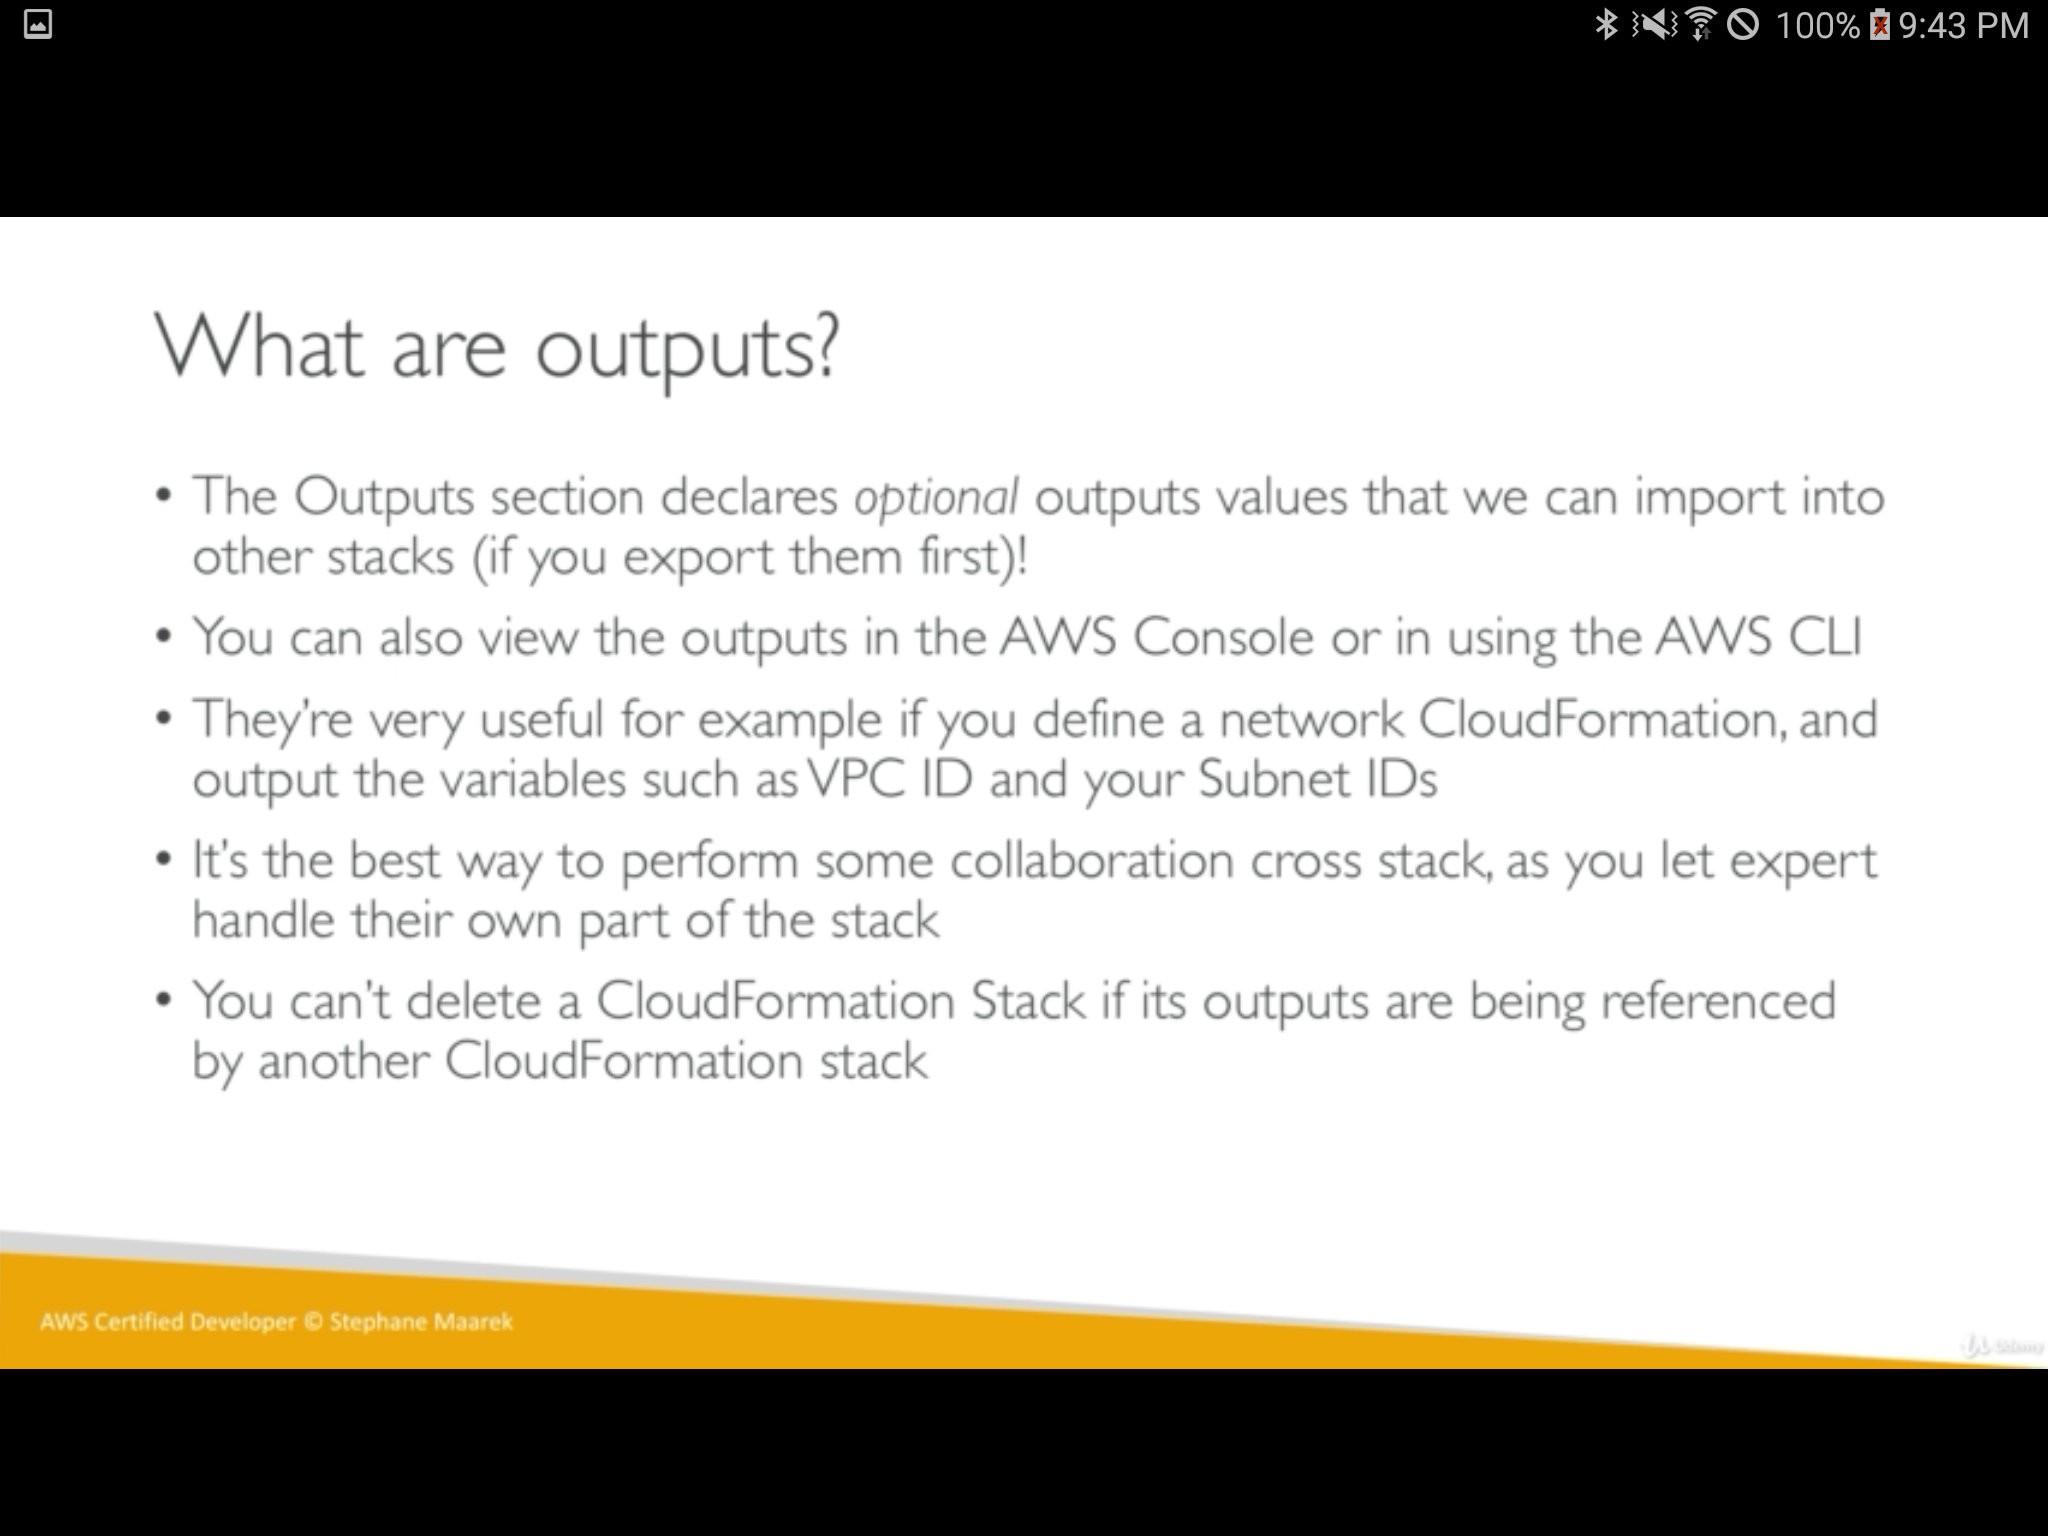 100% 9:43 PM
What are outputs?
• The Outputs section declares optional outputs values that we can import into
other stacks (if you export them first)!
• You can also view the outputs in the AWS Console or in using the AWS CLI
• They're very useful for example if you define a network CloudFormation, and
output the variables such as VPC ID and your Subnet IDs
• It's the best way to perform some collaboration cross stack, as you let expert
handle their own part of the stack
• You can't delete a CloudFormation Stack if its outputs are being referenced
by another CloudFormation stack
AWS Certified Developer © Stephane Maarek
Udemy